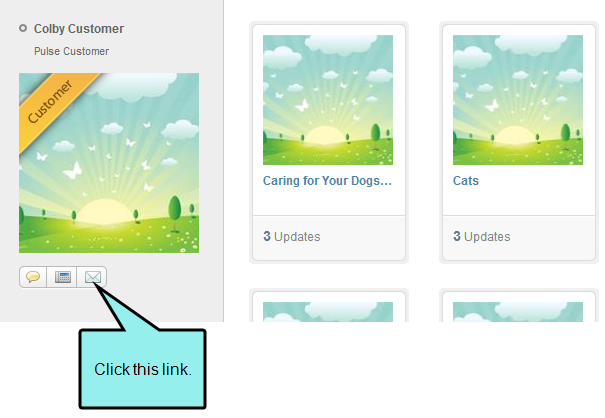 Colby Customer
Pulse Customer
Customer
Caring for Your Dogs...
3 Updates
Cats
3 Updates
Click this link.